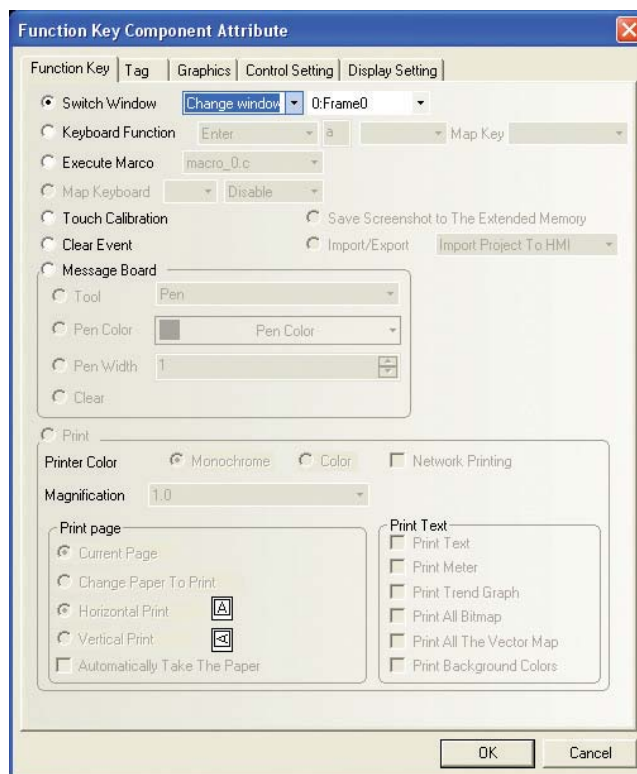 Function Key Component Attribute
Function Key Tag Graphics Control Setting Display Setting
Switch Window Change window 0:Frame0
Keyboard Function Enter a Map Key
Execute Marco macro_0.c
Map Keyboard Disable
Touch Calibration Save Screenshot to The Extended Memory
Clear Event Import/Export Import Project To HMI
Message Board
Tool Pen
Pen Color Pen Color
Pen Width 1
Clear
Print
Printer Color Monochrome Color Network Printing
Magnification 1.0
Print page
Current Page
Change Paper To Print
Horizontal Print A
Vertical Print A
Automatically Take The Paper
Print Text
Print Text
Print Meter
Print Trend Graph
Print All Bitmap
Print All The Vector Map
Print Background Colors
OK Cancel